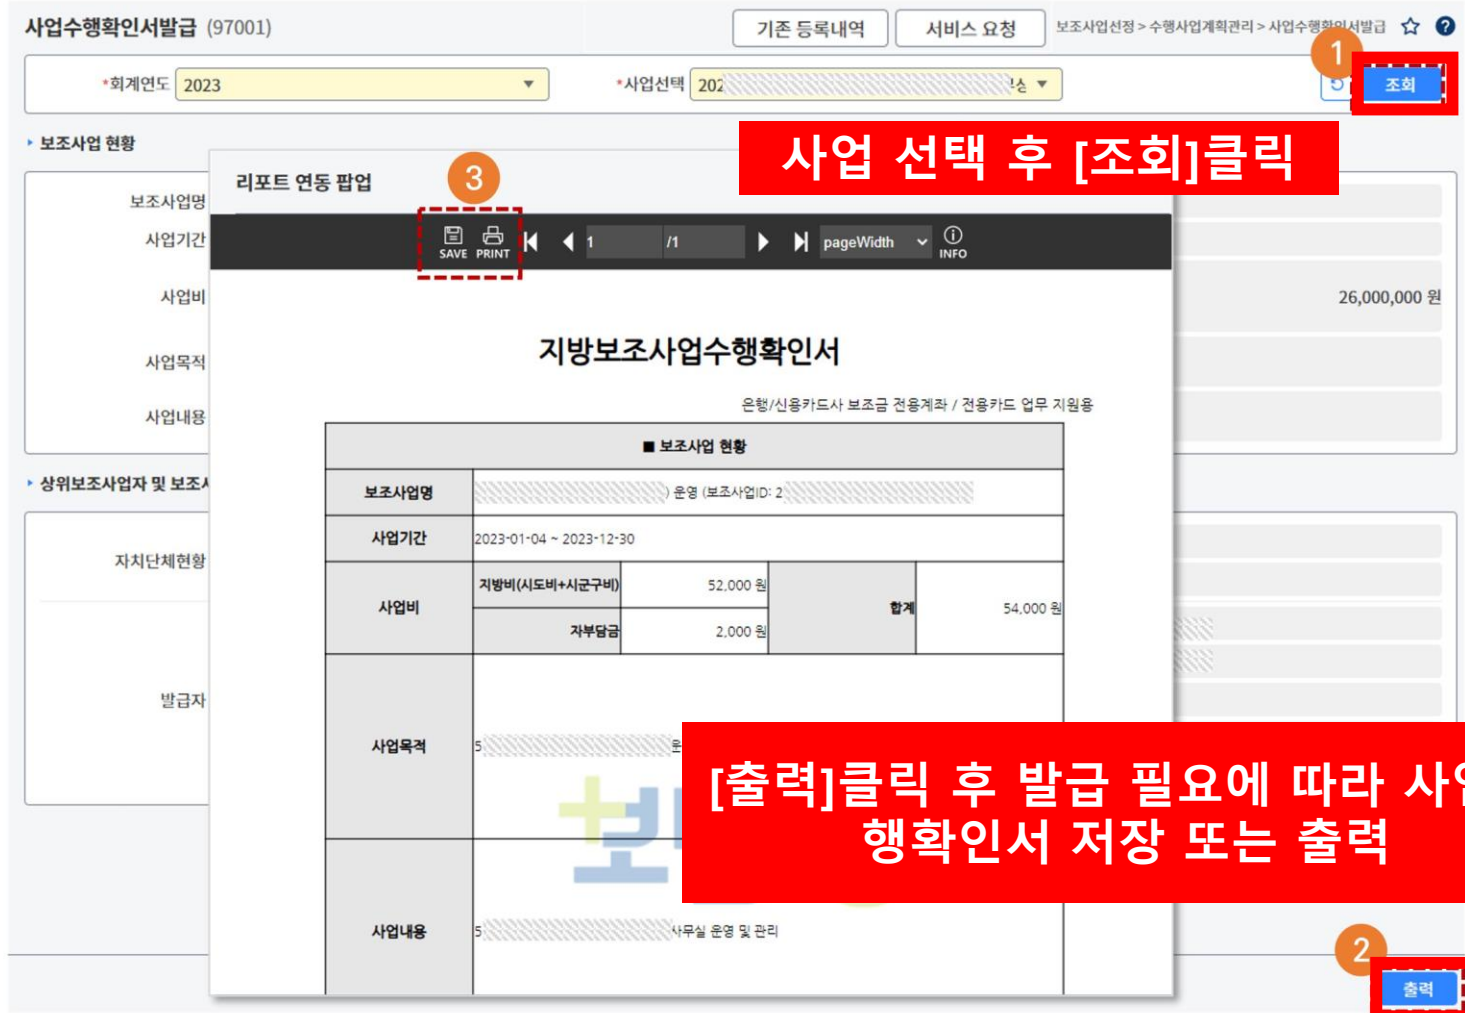 사업수행확인서발급 (97001)
기존 등록내역
서비스 요청
보조사업선정 > 수행사업계획관리 > 사업수행확인서발급
1
*회계연도 2023
*사업선택 202
조회
사업 선택 후 [조회]클릭
보조사업 현황
보조사업명
사업기간
사업비
26,000,000 원
사업목적
사업내용
상위보조사업자 및 보조사
자치단체현황
발급자
리포트 연동 팝업
3
SAVE PRINT 1 /1 pageWidth INFO
지방보조사업수행확인서
은행/신용카드사 보조금 전용계좌 / 전용카드 업무 지원용
■ 보조사업 현황
보조사업명 ) 운영 (보조사업ID: 2
사업기간 2023-01-04 ~ 2023-12-30
사업비
지방비(시도비+시군구비) 52,000 원
자부담금 2,000 원
합계 54,000 원
사업목적 5
사업내용 5 사무실 운영 및 관리
[출력]클릭 후 발급 필요에 따라 사업
행확인서 저장 또는 출력
2
출력